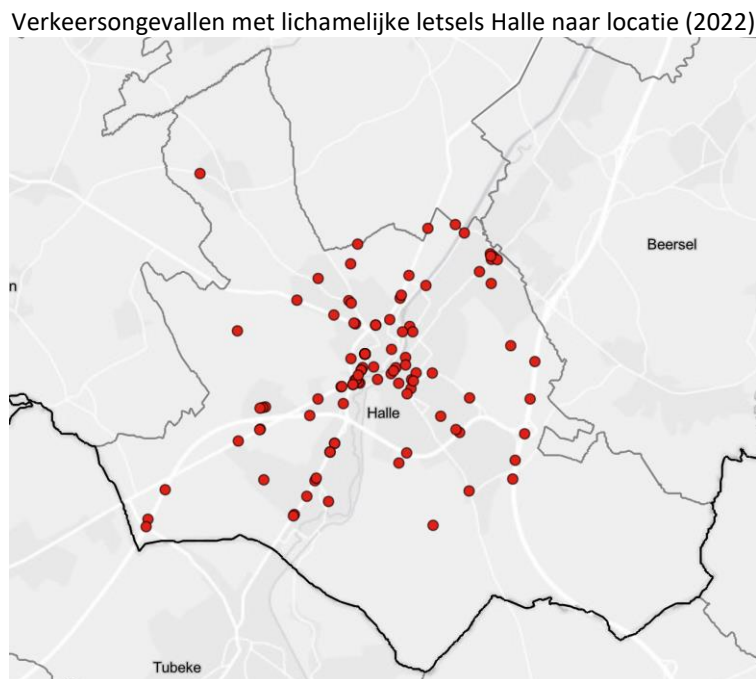 Verkeersongevallen met lichamelijke letsels Halle naar locatie (2022)
Beersel
n
Halle
Tubeke